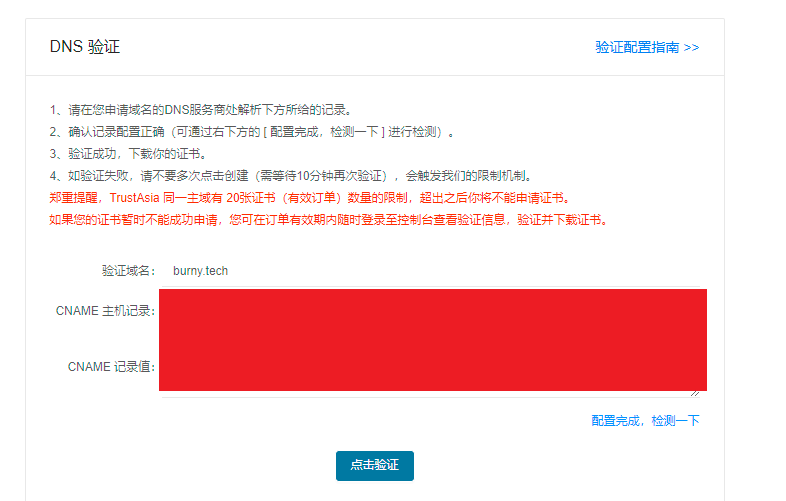 DNS 验证
验证配置指南 >>
1、请在您申请域名的DNS服务商处解析下方所给的记录。
2、确认记录配置正确（可通过右下方的 [ 配置完成，检测一下 ] 进行检测）。
3、验证成功，下载你的证书。
4、如验证失败，请不要多次点击创建（需等待10分钟再次验证），会触发我们的限制机制。
郑重提醒，TrustAsia 同一主域有 20张证书（有效订单）数量的限制，超出之后你将不能申请证书。
如果您的证书暂时不能成功申请，您可在订单有效期内随时登录至控制台查看验证信息，验证并下载证书。
验证域名： burny.tech
CNAME 主机记录：
CNAME 记录值：
配置完成，检测一下
点击验证